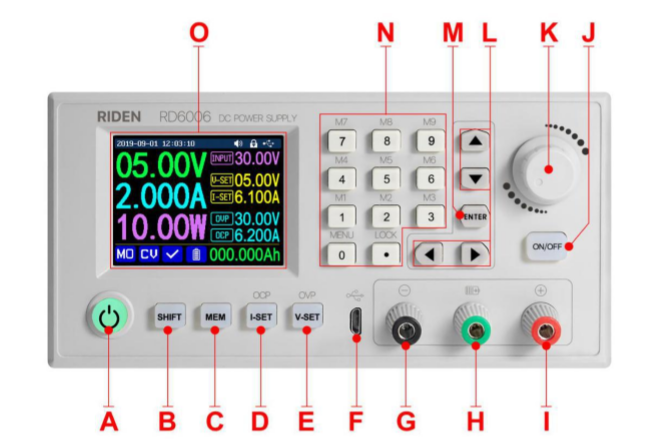 O N M L K J
RIDEN RD6006 DC POWER SUPPLY
2019-09-01 12:03:10
05.00V INPUT 30.00V
V-SET 05.00V
2.000A I-SET 6.100A
10.00W OVP 30.00V
OCP 6.200A
M0 CV 000.000Ah
M7 M8 M9
7 8 9
M4 M5 M6
4 5 6
M1 M2 M3
1 2 3 ENTER
MENU LOCK
0 •
ON/OFF
OCP OVP
SHIFT MEM I-SET V-SET
A B C D E F G H I